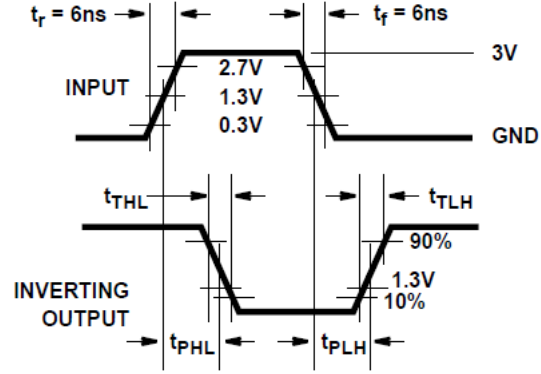 tr = 6ns
tf = 6ns
3V
INPUT
2.7V
1.3V
0.3V
GND
tTHL
tTLH
90%
1.3V
10%
INVERTING
OUTPUT
tPHL
tPLH